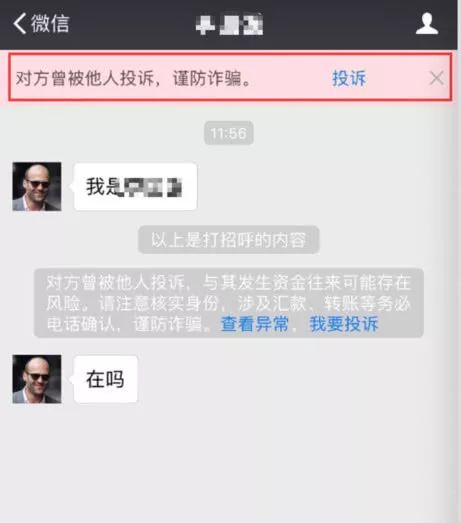 微信
对方曾被他人投诉，谨防诈骗。 投诉
11:56
我是
以上是打招呼的内容
对方曾被他人投诉，与其发生资金往来可能存在
风险。请注意核实身份，涉及汇款、转账等务必
电话确认，谨防诈骗。查看异常，我要投诉
在吗